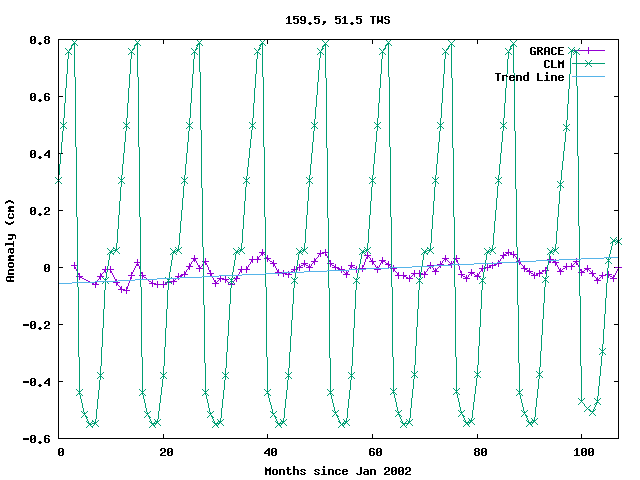 159.5, 51.5 TWS
GRACE
CLM
Trend Line
Anomaly (cm)
0.8
0.6
0.4
0.2
0
-0.2
-0.4
-0.6
0 20 40 60 80 100
Months since Jan 2002